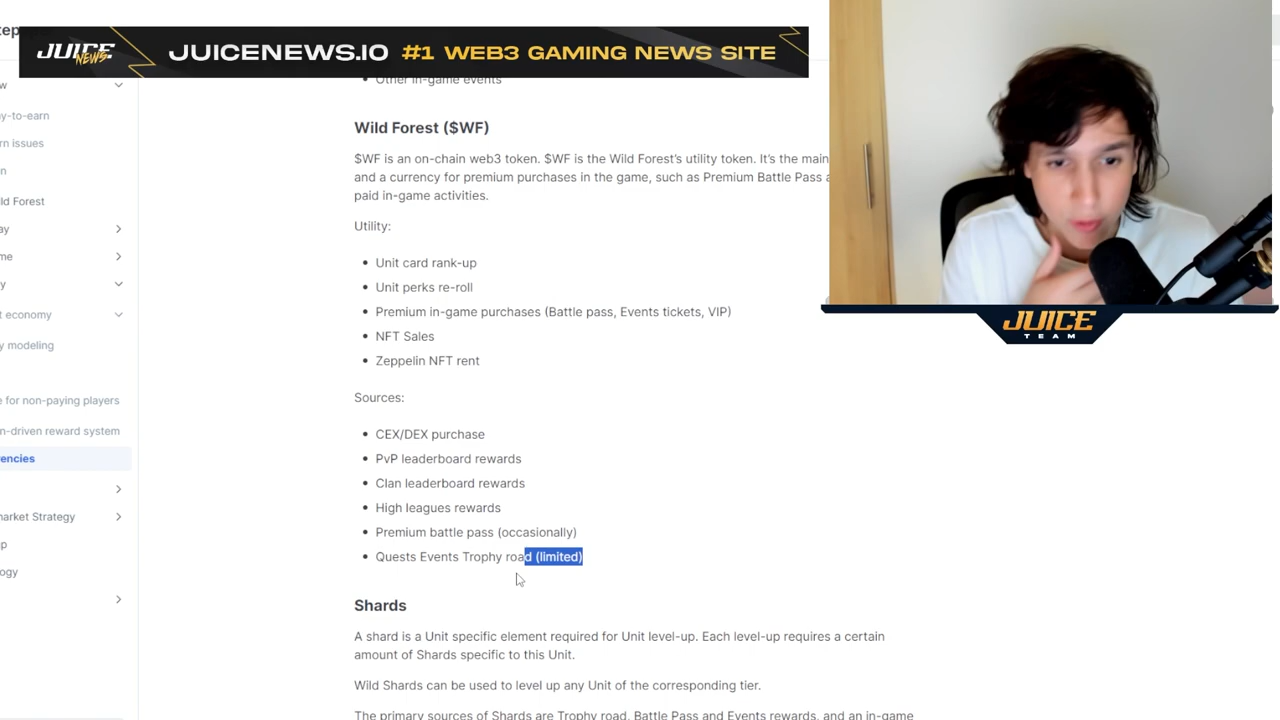 JUICE NEWS. JUICENEWS.IO #1 WEB3 GAMING NEWS SITE
Other in-game events
Wild Forest ($WF)
$WF is an on-chain web3 token. $WF is the Wild Forest's utility token. It's the main
and a currency for premium purchases in the game, such as Premium Battle Pass a
paid in-game activities.
Utility:
Unit card rank-up
Unit perks re-roll
Premium in-game purchases (Battle pass, Events tickets, VIP)
NFT Sales
Zeppelin NFT rent
Sources:
CEX/DEX purchase
PvP leaderboard rewards
Clan leaderboard rewards
High leagues rewards
Premium battle pass (occasionally)
Quests Events Trophy road (limited)
Shards
A shard is a Unit specific element required for Unit level-up. Each level-up requires a certain
amount of Shards specific to this Unit.
Wild Shards can be used to level up any Unit of the corresponding tier.
The primary sources of Shards are Trophy road, Battle Pass and Events rewards, and an in-game
w
y-to-earn
rn issues
n
ld Forest
ay
me
y
t economy
y modeling
e for non-paying players
n-driven reward system
encies
market Strategy
p
ogy
JUICE
TEAM